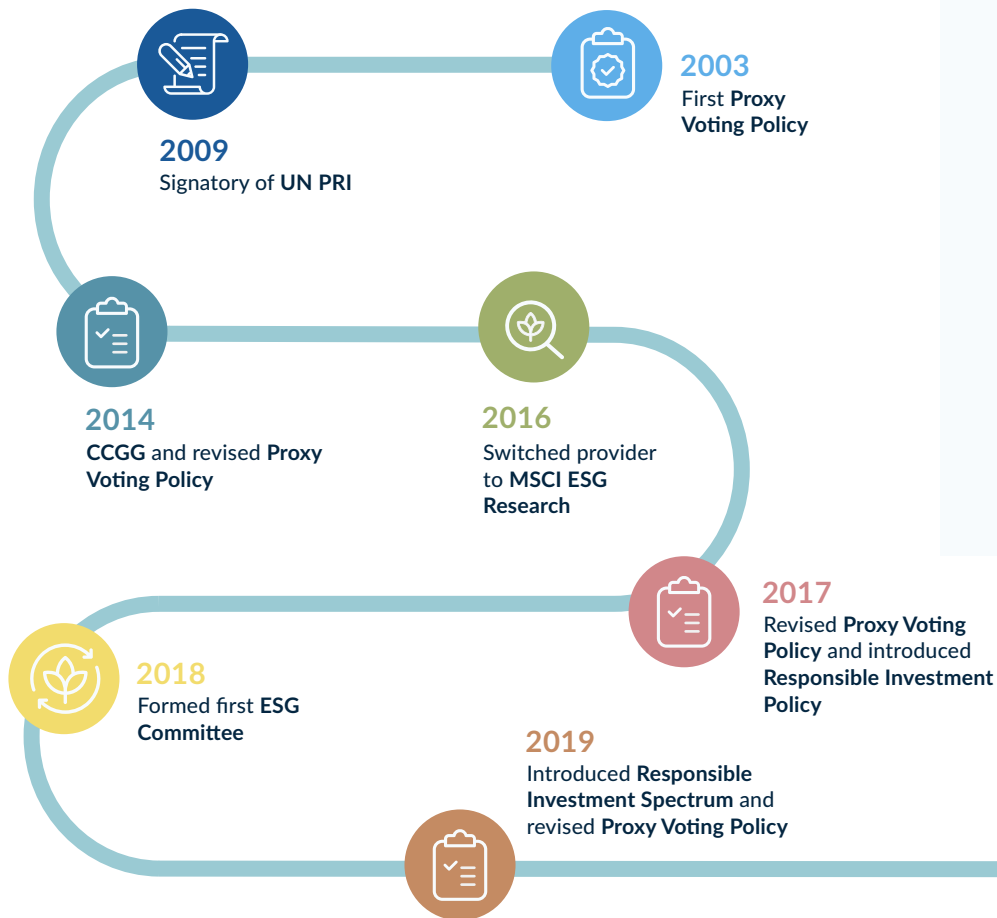 2003
First Proxy
Voting Policy
2009
Signatory of UN PRI
2014
CCGG and revised Proxy
Voting Policy
2016
Switched provider
to MSCI ESG
Research
2017
Revised Proxy Voting
Policy and introduced
Responsible Investment
Policy
2018
Formed first ESG
Committee
2019
Introduced Responsible
Investment Spectrum and
revised Proxy Voting Policy